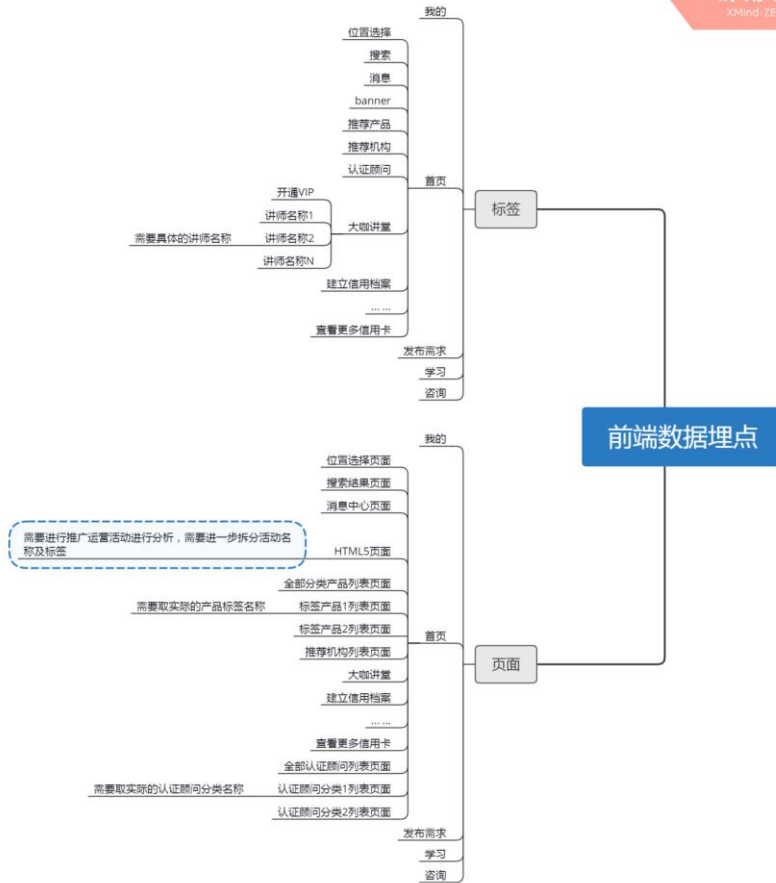 XMind:ZE
我的
位置选择
搜索
消息
banner
推荐产品
推荐机构
认证顾问
首页
开通VIP
标签
讲师名称1
大咖讲堂
需要具体的讲师名称
讲师名称2
讲师名称N
建立信用档案
... ...
查看更多信用卡
发布需求
学习
咨询
前端数据埋点
我的
位置选择页面
搜索结果页面
消息中心页面
需要进行推广运营活动进行分析，需要进一步拆分活动名
称及标签
HTML5页面
全部分类产品列表页面
需要取实际的产品标签名称
标签产品1列表页面
标签产品2列表页面
首页
推荐机构列表页面
页面
大咖讲堂
建立信用档案
... ...
查看更多信用卡
全部认证顾问列表页面
需要取实际的认证顾问分类名称
认证顾问分类1列表页面
认证顾问分类2列表页面
发布需求
学习
咨询